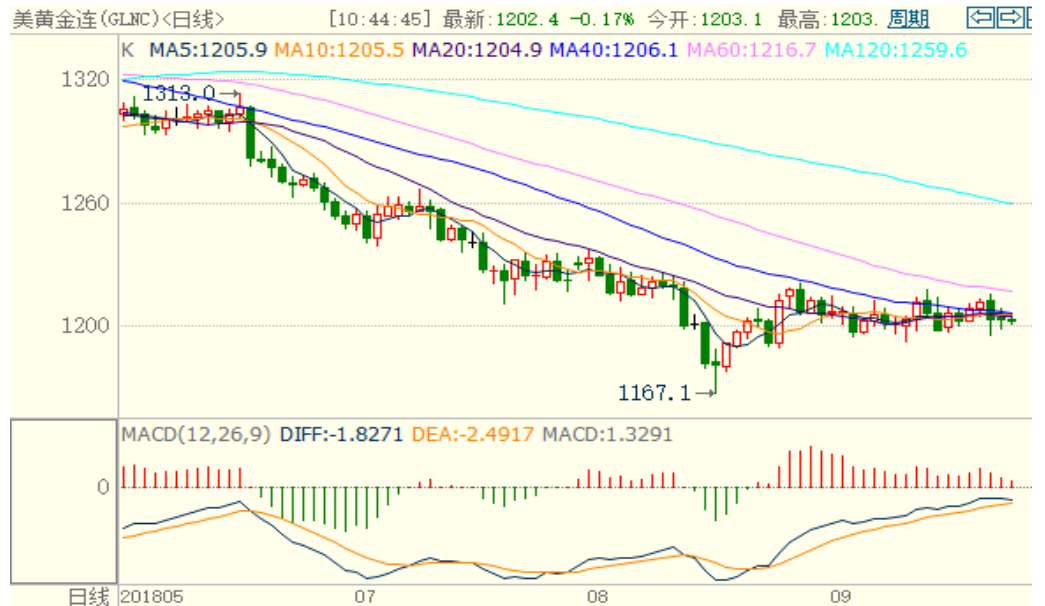 美黄金连(GLNC)<日线> [10:44:45] 最新:1202.4 -0.17% 今开:1203.1 最高:1203. 周期
K MA5:1205.9 MA10:1205.5 MA20:1204.9 MA40:1206.1 MA60:1216.7 MA120:1259.6
1320
1313.0
1260
1200
1167.1
MACD(12,26,9) DIFF:-1.8271 DEA:-2.4917 MACD:1.3291
0
日线 201805 07 08 09